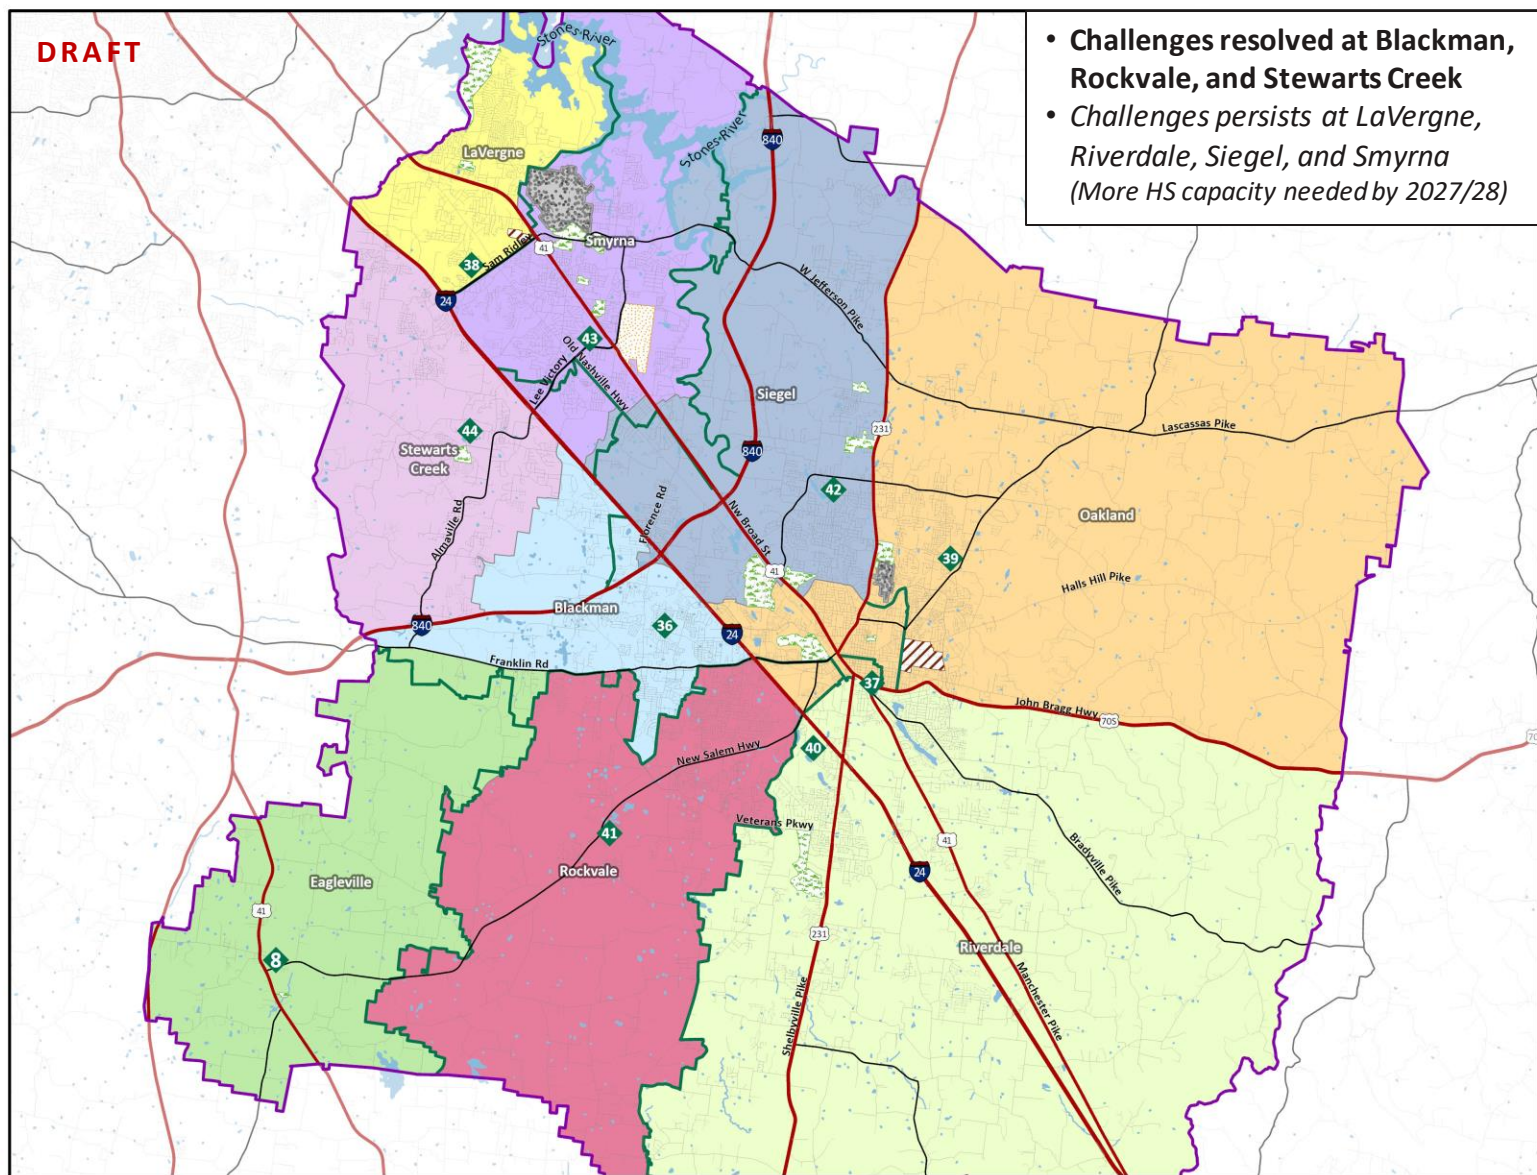 DRAFT
• Challenges resolved at Blackman,
Rockvale, and Stewarts Creek
• Challenges persists at LaVergne,
Riverdale, Siegel, and Smyrna
(More HS capacity needed by 2027/28)
Stones River
Stones River
840
LaVergne
Smyrna
41
38
Sam Ridley
24
W Jefferson Pike
43
Old Nashville Hwy
Lee Victory
Siegel
44
Stewarts
Creek
231
Lascassas Pike
840
42
Florence Rd
Nw Broad St
Oakland
Almaville Rd
39
41
Halls Hill Pike
Blackman
36
840
24
Franklin Rd
37
John Bragg Hwy
70S
70
New Salem Hwy
40
Veterans Pkwy
41
41
Bradyville Pike
Rockvale
24
Eagleville
41
231
Riverdale
8
Manchester Pike
Shelbyville Pike